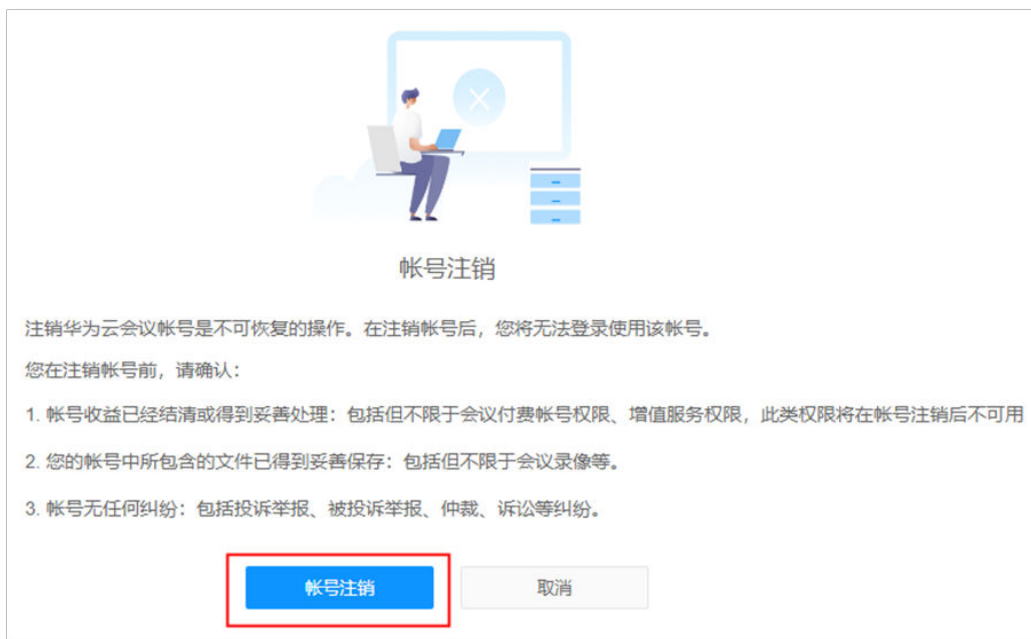 帐号注销
注销华为云会议帐号是不可恢复的操作。在注销帐号后，您将无法登录使用该帐号。
您在注销帐号前，请确认：
1. 帐号收益已经结清或得到妥善处理：包括但不限于会议付费帐号权限、增值服务权限，此类权限将在帐号注销后不可用
2. 您的帐号中所包含的文件已得到妥善保存：包括但不限于会议录像等。
3. 帐号无任何纠纷：包括投诉举报、被投诉举报、仲裁、诉讼等纠纷。
帐号注销 取消